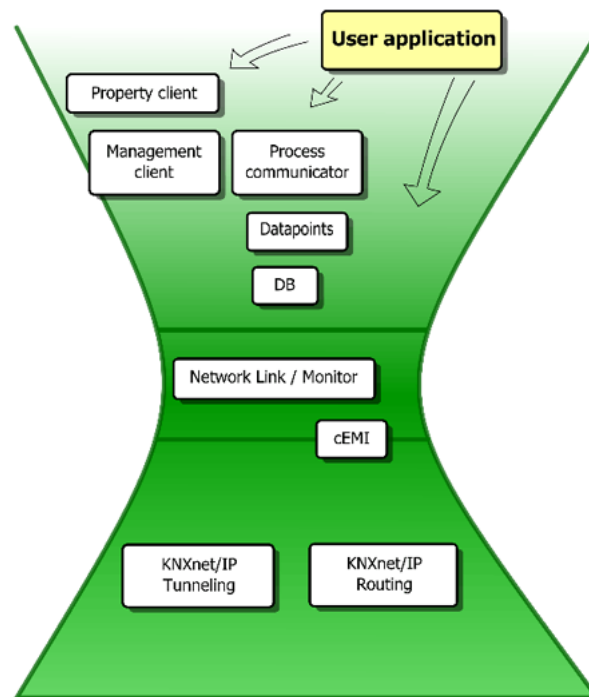 User application
Property client
Management
client
Process
communicator
Datapoints
DB
Network Link / Monitor
cEMI
KNXnet/IP
Tunneling
KNXnet/IP
Routing